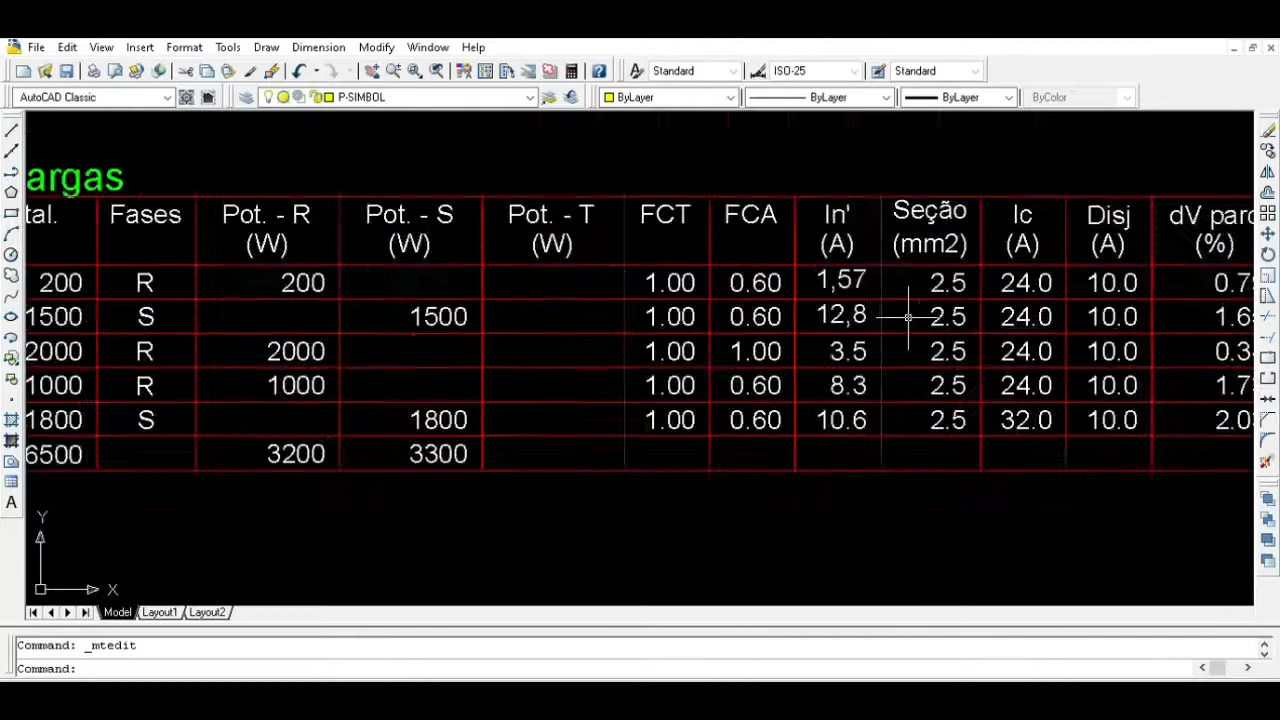 File Edit View Insert Format Tools Draw Dimension Modify Window Help
Standard ISO-25 Standard
AutoCAD Classic P-SIMBOL ByLayer ByLayer ByLayer ByColor
argas
tal. Fases Pot. - R Pot. - S Pot. - T FCT FCA In' Seção Ic Disj dV parc
(W) (W) (W) (A) (mm2) (A) (A) (%)
200 R 200 1.00 0.60 1,57 2.5 24.0 10.0
1500 S 1500 1.00 0.60 12,8 2.5 24.0 10.0
2000 R 2000 1.00 1.00 3.5 2.5 24.0 10.0
1000 R 1000 1.00 0.60 8.3 2.5 24.0 10.0
1800 S 1800 1.00 0.60 10.6 2.5 32.0 10.0
6500 3200 3300
Y
X
Model Layout1 Layout2
Command: _mtedit
Command: